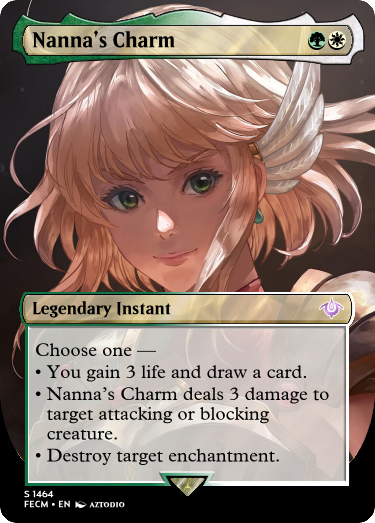 Nanna's Charm
Legendary Instant
Choose one —
• You gain 3 life and draw a card.
• Nanna's Charm deals 3 damage to
target attacking or blocking
creature.
• Destroy target enchantment.
S 1464
FECM • EN AZTODIO